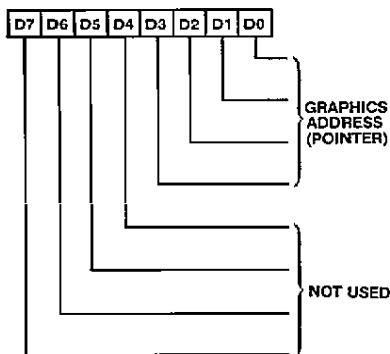 D7 D6 D5 D4 D3 D2 D1 D0
GRAPHICS
ADDRESS
(POINTER)
NOT USED